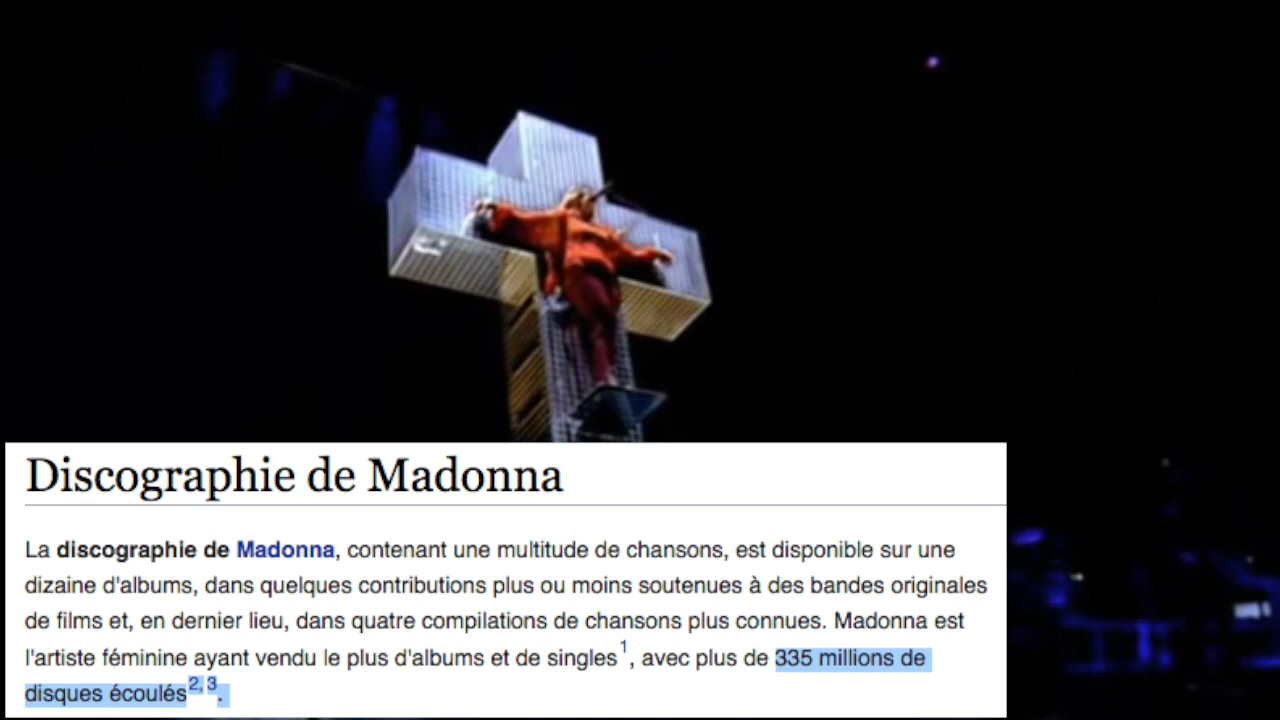 Discographie de Madonna
La discographie de Madonna, contenant une multitude de chansons, est disponible sur une
dizaine d'albums, dans quelques contributions plus ou moins soutenues à des bandes originales
de films et, en dernier lieu, dans quatre compilations de chansons plus connues. Madonna est
l'artiste féminine ayant vendu le plus d'albums et de singles1, avec plus de 335 millions de
disques écoulés2, 3.